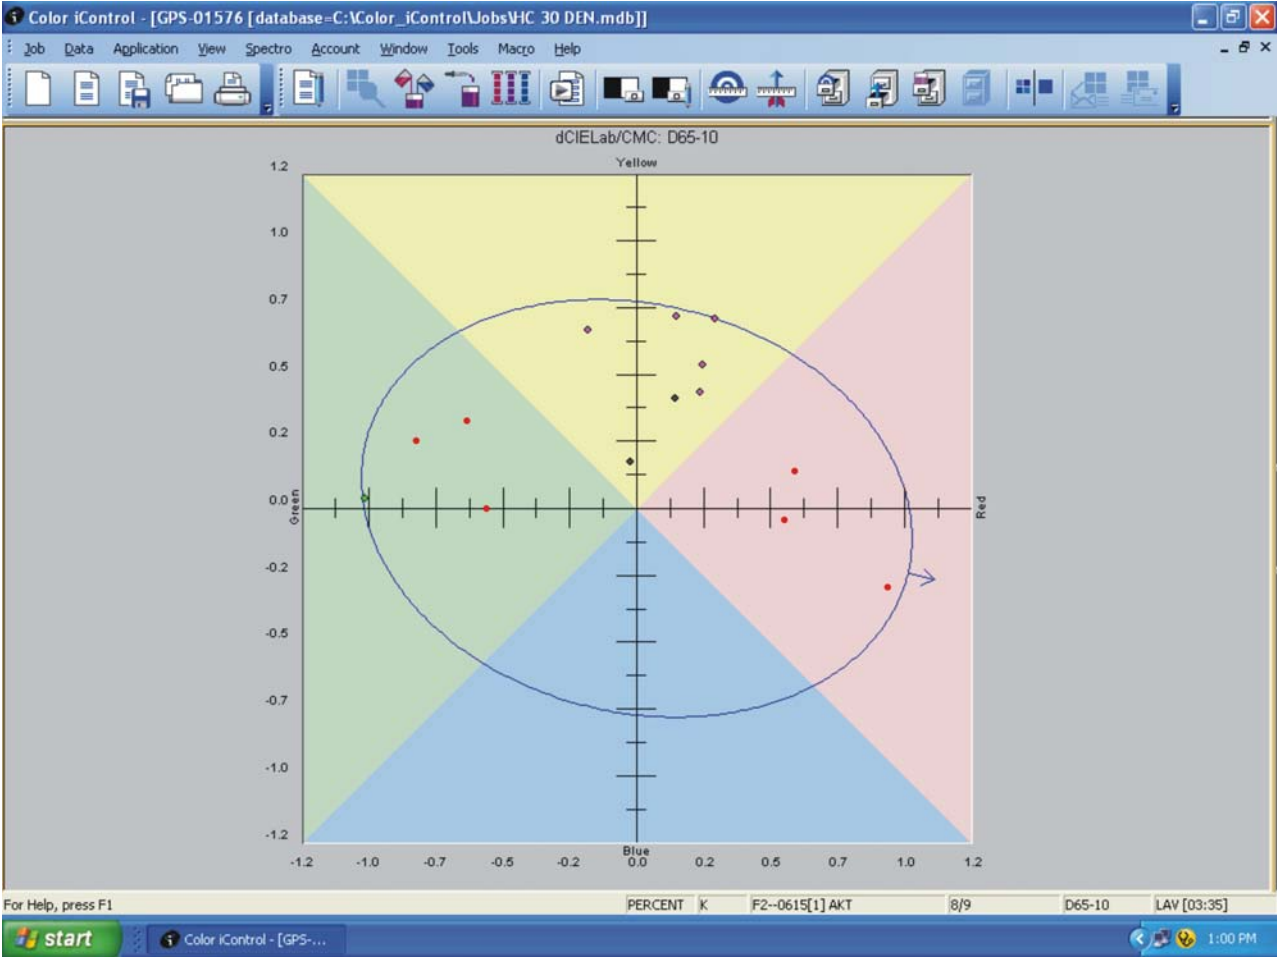 Color iControl - [GPS-01576 [database=C:\Color_iControl\Jobs\HC 30 DEN.mdb]]
Job Data Application View Spectro Account Window Tools Macro Help
dCIELab/CMC: D65-10
Yellow
1.2
1.0
0.7
0.5
0.2
0.0
-0.2
-0.5
-0.7
-1.0
-1.2
Green
Red
Blue
-1.2 -1.0 -0.7 -0.5 -0.2 0.0 0.2 0.5 0.7 1.0 1.2
For Help, press F1 PERCENT K F2--0615[1] AKT 8/9 D65-10 LAV [03:35]
start Color iControl - [GPS-... 1:00 PM